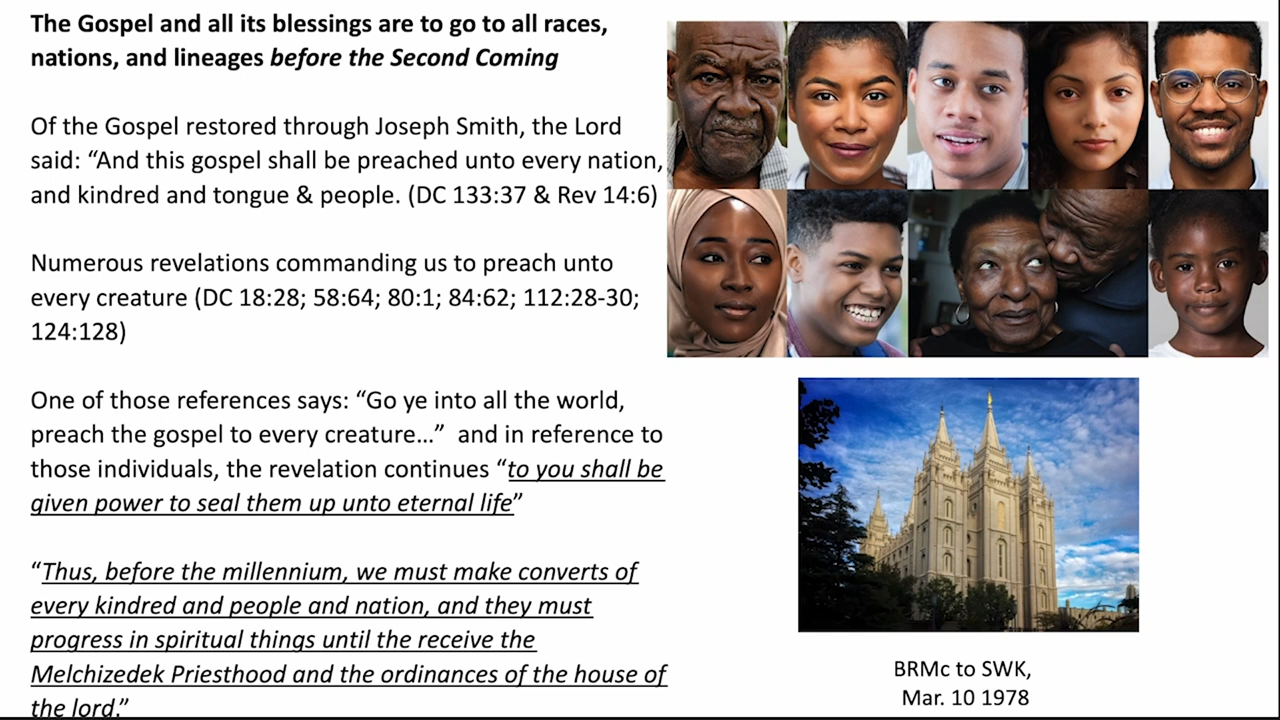 The Gospel and all its blessings are to go to all races,
nations, and lineages before the Second Coming
Of the Gospel restored through Joseph Smith, the Lord
said: “And this gospel shall be preached unto every nation,
and kindred and tongue & people. (DC 133:37 & Rev 14:6)
Numerous revelations commanding us to preach unto
every creature (DC 18:28; 58:64; 80:1; 84:62; 112:28-30;
124:128)
One of those references says: “Go ye into all the world,
preach the gospel to every creature…”  and in reference to
those individuals, the revelation continues “to you shall be
given power to seal them up unto eternal life”
“Thus, before the millennium, we must make converts of
every kindred and people and nation, and they must
progress in spiritual things until the receive the
Melchizedek Priesthood and the ordinances of the house of
the lord.”
BRMc to SWK,
Mar. 10 1978